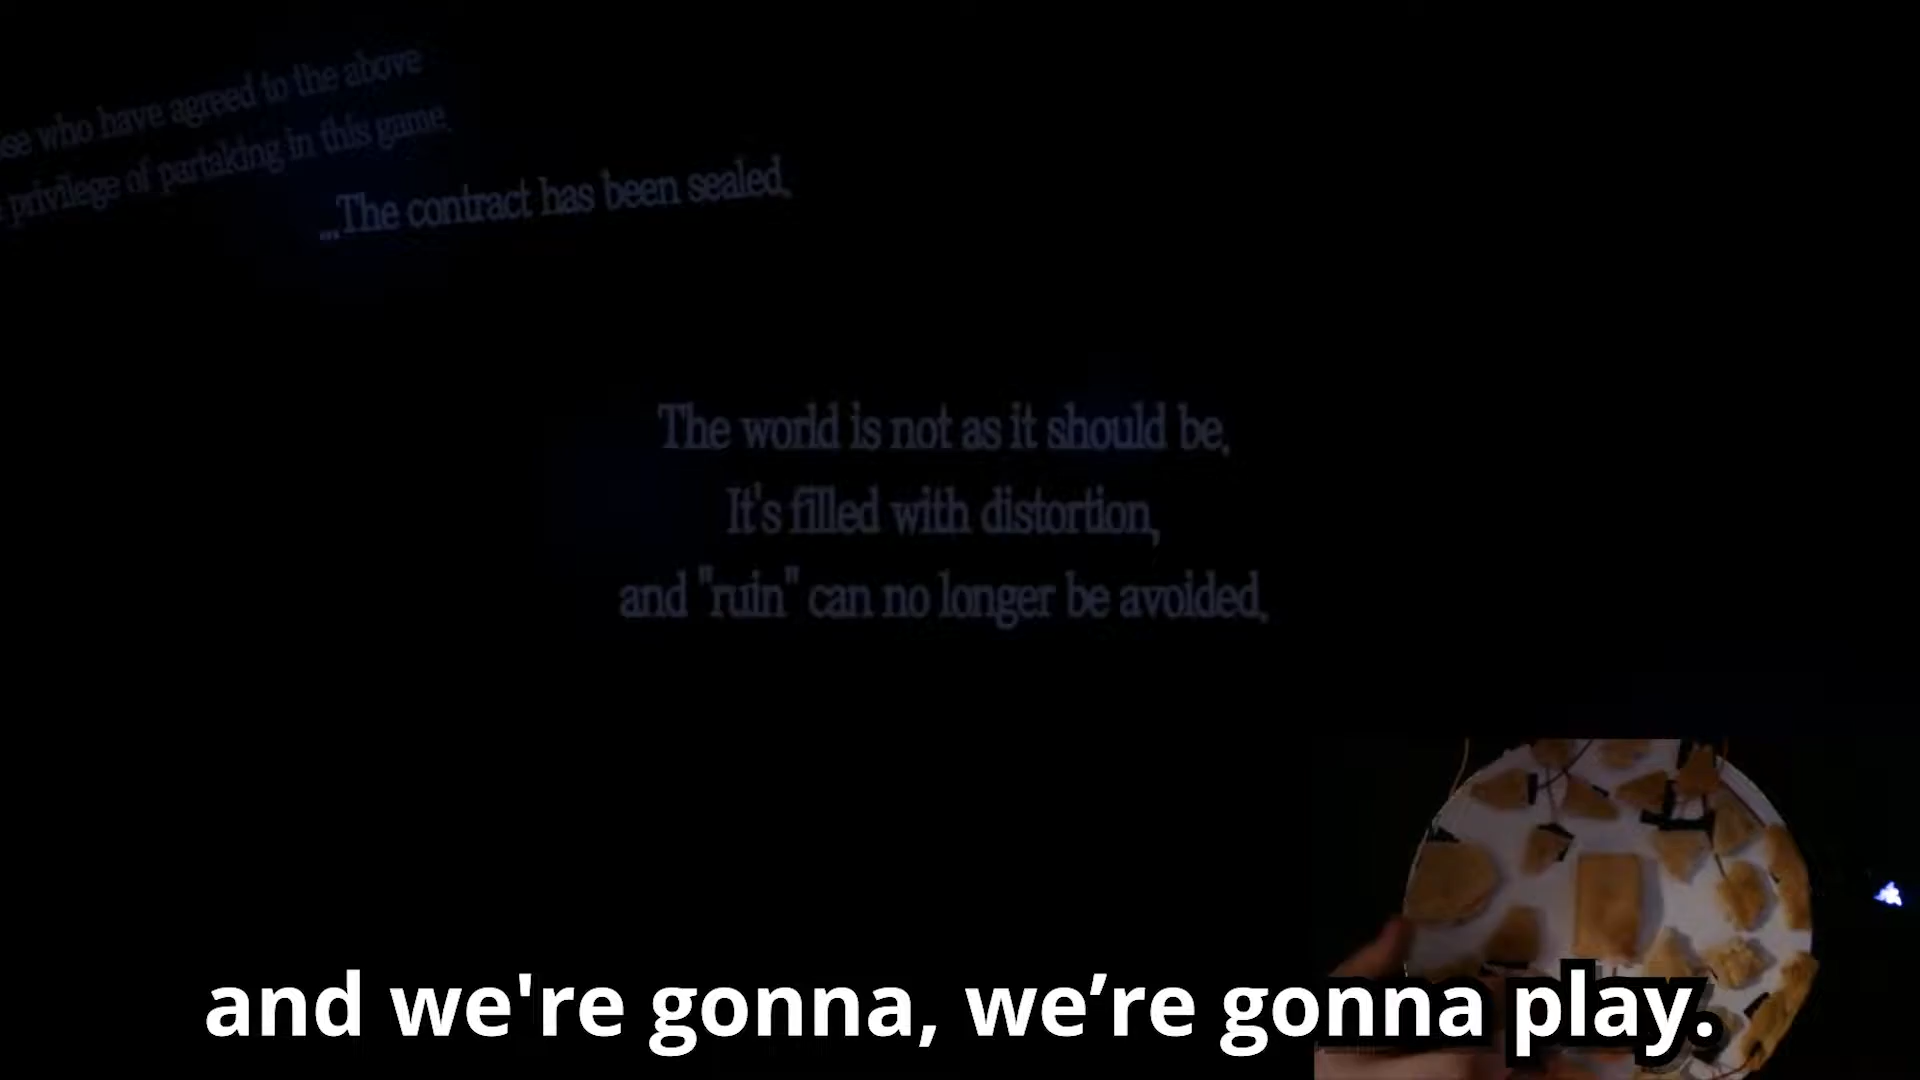 se who have agreed to the above
privilege of partaking in this game.
...The contract has been sealed.
The world is not as it should be.
It's filled with distortion,
and "ruin" can no longer be avoided.
and we're gonna, we’re gonna play.